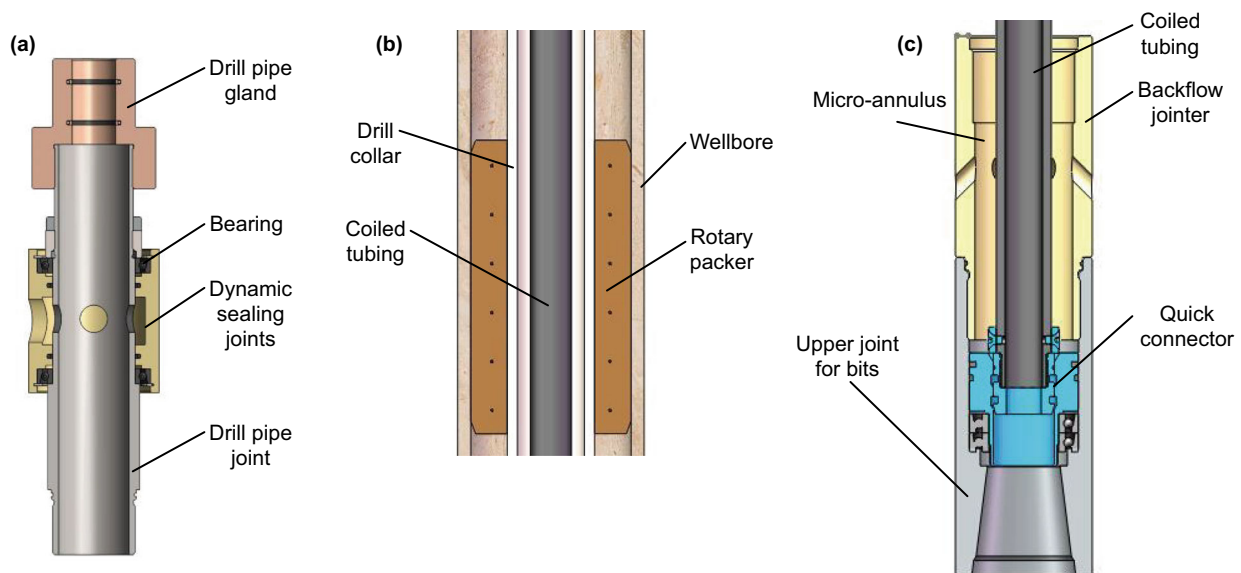 (a)
Drill pipe
gland
Bearing
Dynamic
sealing
joints
Drill pipe
joint
(b)
Drill
collar
Coiled
tubing
Wellbore
Rotary
packer
(c)
Coiled
tubing
Micro-annulus
Backflow
jointer
Quick
connector
Upper joint
for bits